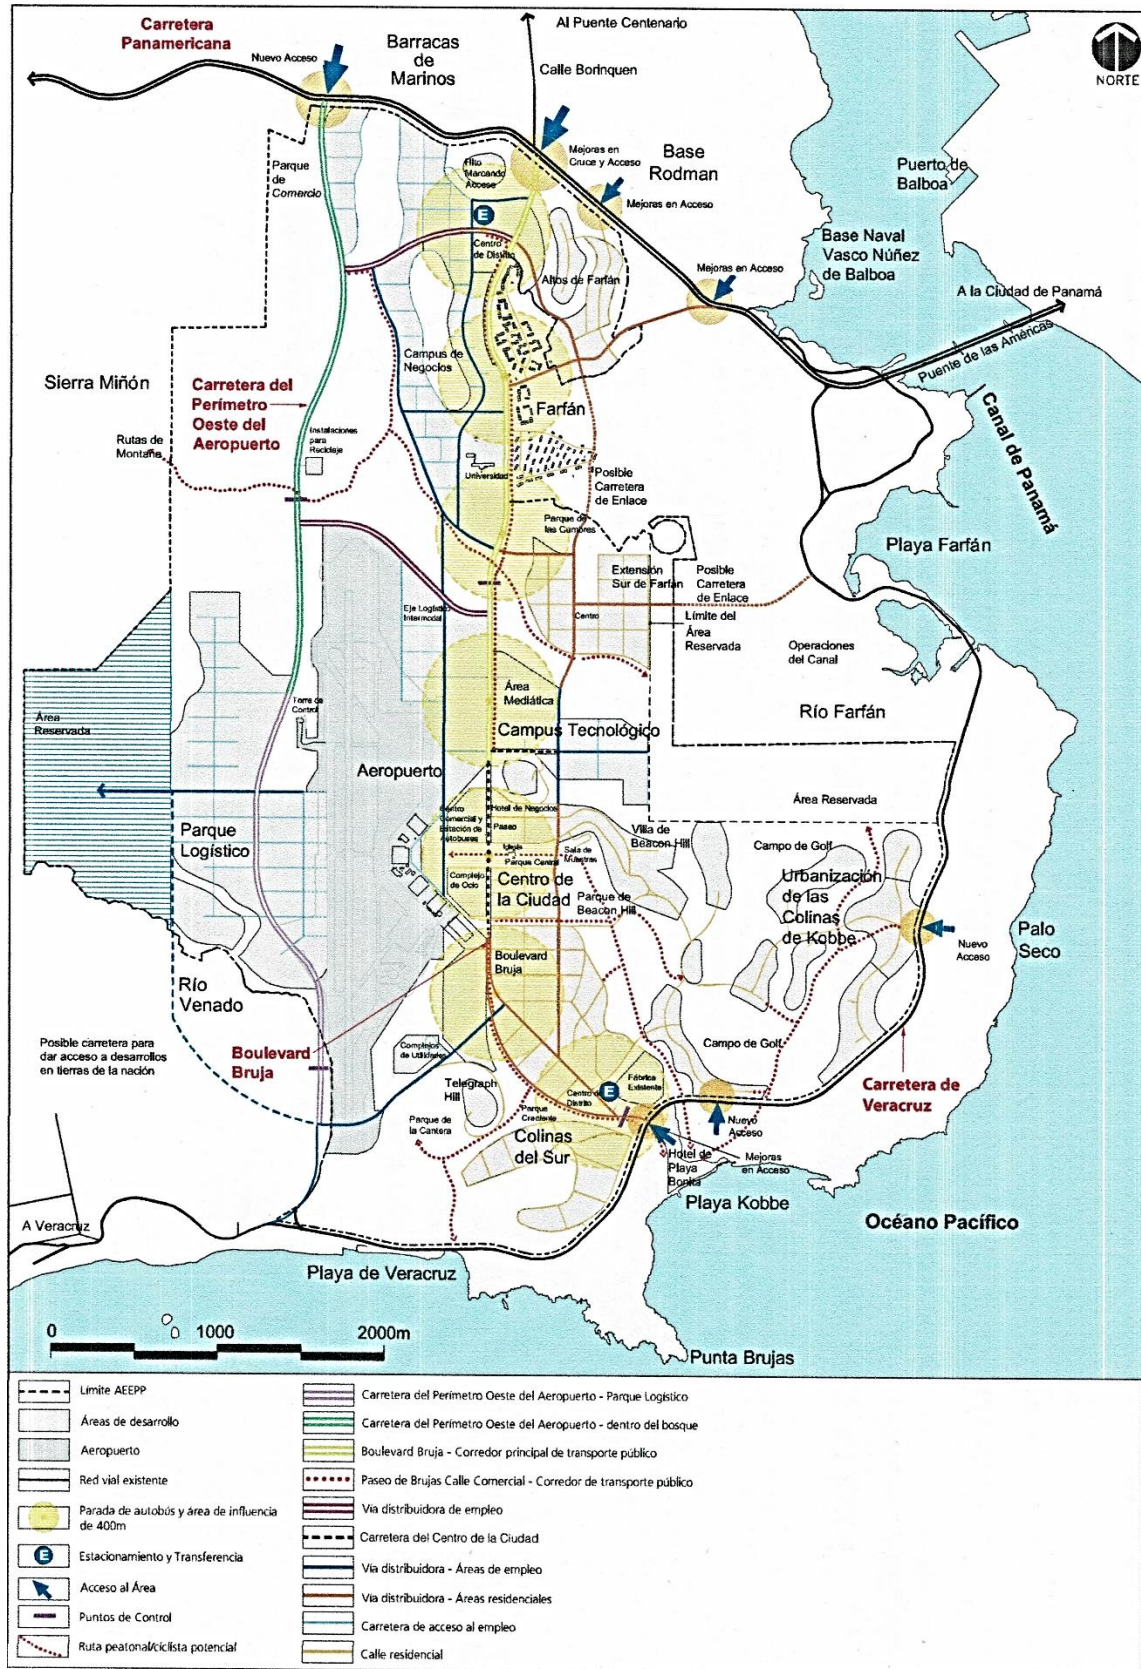 Carretera
Panamericana
Nuevo Acceso
Barracas
de
Marinos
Al Puente Centenario
Calle Borinquen
NORTE
Parque
de
Comercio
Alto
Marcando
Acceso
Mejoras en
Cruce y Acceso
Base
Rodman
Mejoras en Acceso
Puerto de
Balboa
E
Centro
de Distrito
Altos de Farfán
Mejoras en Acceso
Base Naval
Vasco Núñez
de Balboa
A la Ciudad de Panamá
Puente de las Américas
Canal de Panamá
Sierra Miñón
Carretera del
Perímetro
Oeste del
Aeropuerto
Campus de
Negocios
Farfán
Rutas de
Montaña
Instalaciones
para
Reciclaje
Universidad
Posible
Carretera
de Enlace
Parque de
las Cumbres
Playa Farfán
Extensión
Sur de Farfán
Posible
Carretera
de Enlace
Centro
Límite del
Área
Reservada
Eje Logístico
Intermodal
Operaciones
del Canal
Área
Reservada
Torre de
Control
Área
Mediática
Campus Tecnológico
Río Farfán
Aeropuerto
Área Reservada
Parque
Logístico
Centro
Comercial y
Estación de
Autobuses
Hotel de Negocios
Paseo
Iglesia
Parque Central
Sala de
Muestras
Villa de
Beacon Hill
Campo de Golf
Complejo
de Ocio
Centro de
la Ciudad
Parque de
Beacon Hill
Urbanización
de las
Colinas
de Kobbe
Palo
Seco
Nuevo
Acceso
Boulevard
Bruja
Río
Venado
Posible carretera para
dar acceso a desarrollos
en tierras de la nación
Boulevard
Bruja
Complejos
de Utilidades
Campo de Golf
Telegraph
Hill
Centro de
Distrito
E
Fábrica
Existente
Carretera de
Veracruz
Parque de
la Cantera
Parque
Creciente
Nuevo
Acceso
Colinas
del Sur
Hotel de
Playa
Bonita
Mejoras
en Acceso
Playa Kobbe
Océano Pacífico
A Veracruz
Playa de Veracruz
0 1000 2000m
Punta Brujas
Límite AEEPP
Áreas de desarrollo
Aeropuerto
Red vial existente
Parada de autobús y área de influencia
de 400m
E Estacionamiento y Transferencia
Acceso al Área
Puntos de Control
Ruta peatonal/ciclista potencial
Carretera del Perímetro Oeste del Aeropuerto - Parque Logístico
Carretera del Perímetro Oeste del Aeropuerto - dentro del bosque
Boulevard Bruja - Corredor principal de transporte público
Paseo de Brujas Calle Comercial - Corredor de transporte público
Vía distribuidora de empleo
Carretera del Centro de la Ciudad
Vía distribuidora - Áreas de empleo
Vía distribuidora - Áreas residenciales
Carretera de acceso al empleo
Calle residencial